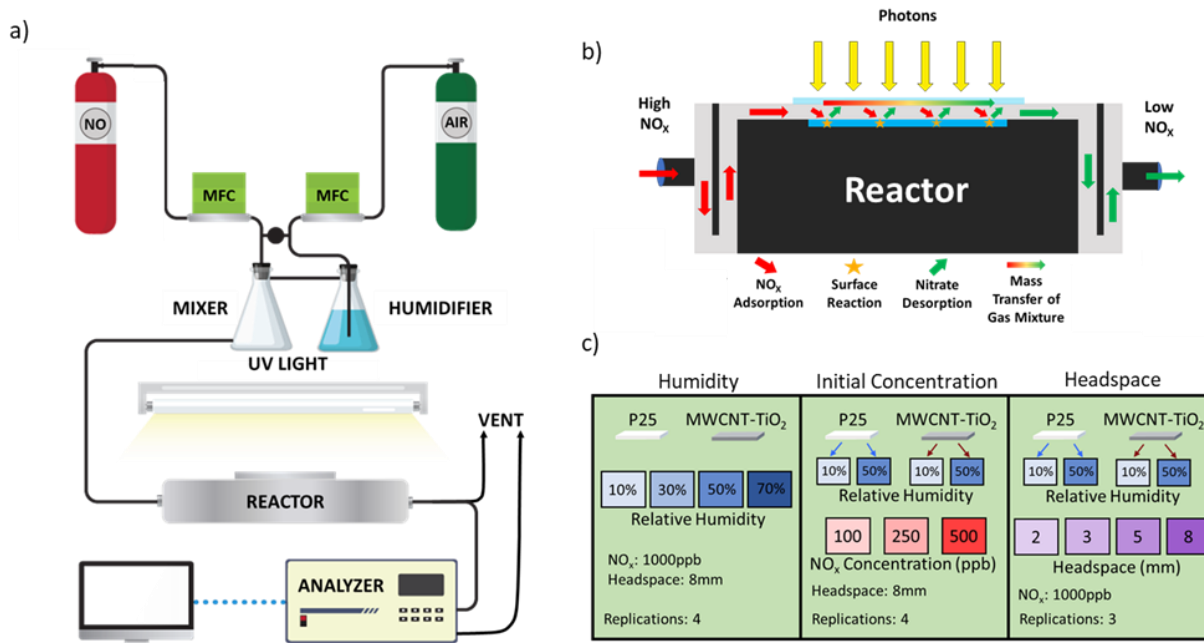 a)
NO
AIR
MFC
MFC
MIXER
HUMIDIFIER
UV LIGHT
VENT
REACTOR
ANALYZER
b)
Photons
High
NOₓ
Low
NOₓ
Reactor
NOₓ
Adsorption
Surface
Reaction
Nitrate
Desorption
Mass
Transfer of
Gas Mixture
c)
Humidity
P25 MWCNT-TiO₂
10% 30% 50% 70%
Relative Humidity
NOₓ: 1000ppb
Headspace: 8mm
Replications: 4
Initial Concentration
P25 MWCNT-TiO₂
10% 50% 10% 50%
Relative Humidity
100 250 500
NOₓ Concentration (ppb)
Headspace: 8mm
Replications: 4
Headspace
P25 MWCNT-TiO₂
10% 50% 10% 50%
Relative Humidity
2 3 5 8
Headspace (mm)
NOₓ: 1000ppb
Replications: 3